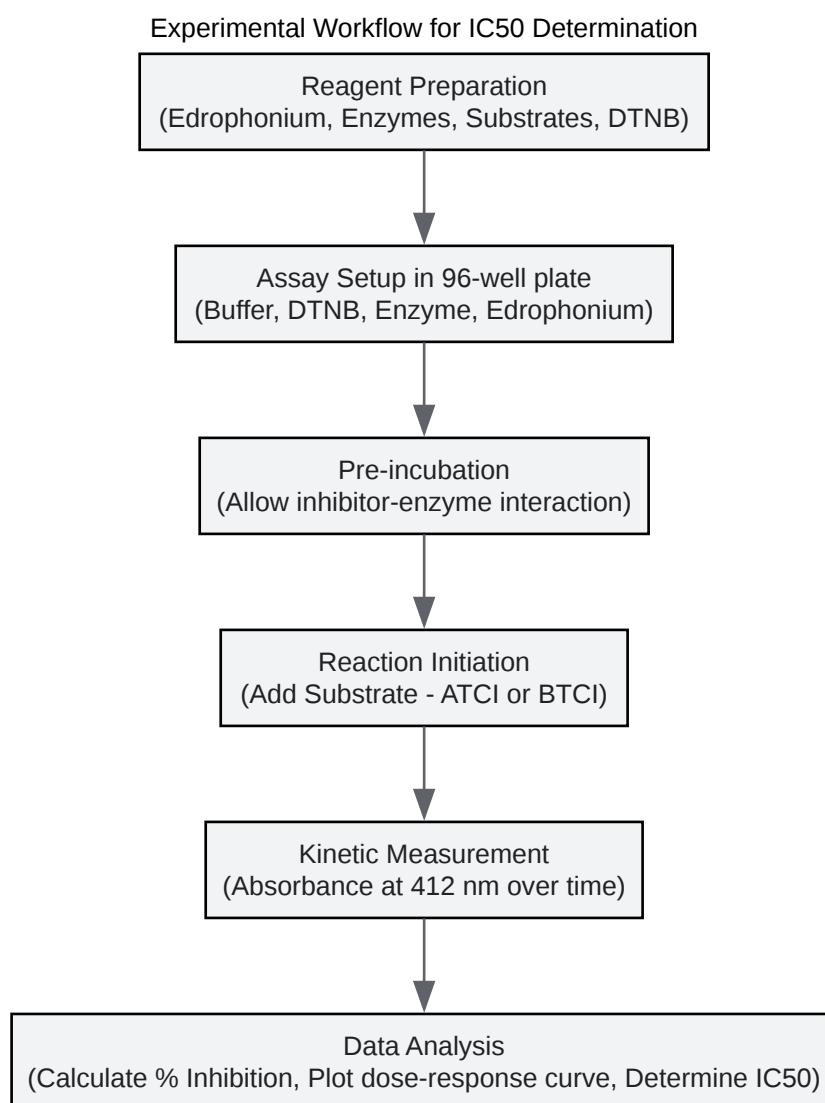 Experimental Workflow for IC50 Determination
Reagent Preparation
(Edrophonium, Enzymes, Substrates, DTNB)
Assay Setup in 96-well plate
(Buffer, DTNB, Enzyme, Edrophonium)
Pre-incubation
(Allow inhibitor-enzyme interaction)
Reaction Initiation
(Add Substrate - ATCI or BTCI)
Kinetic Measurement
(Absorbance at 412 nm over time)
Data Analysis
(Calculate % Inhibition, Plot dose-response curve, Determine IC50)